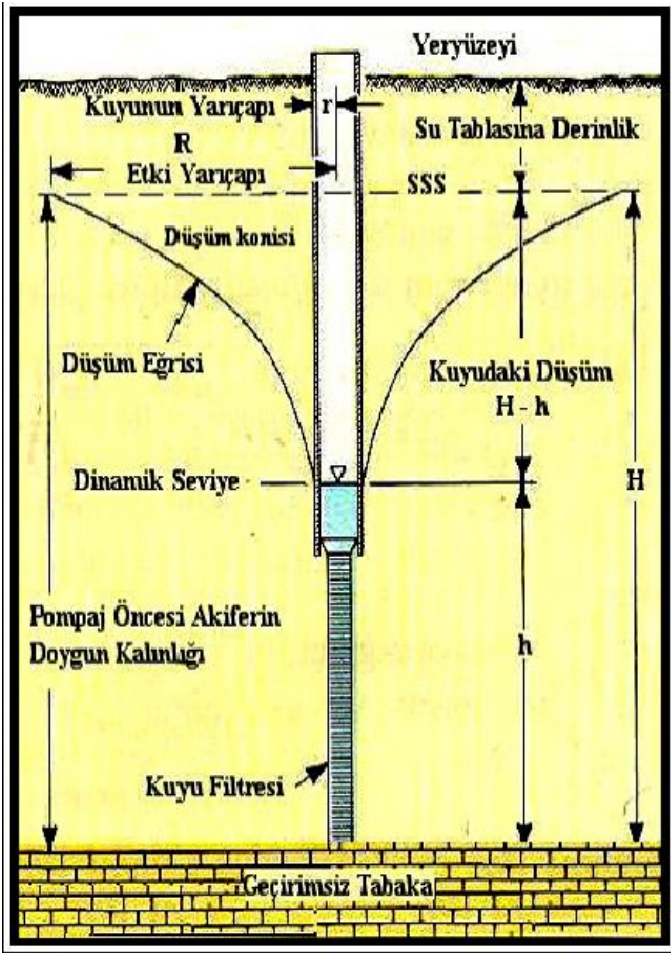 Yeryüzeyi
Kuyunun Yarıçapı
r
Su Tablasına Derinlik
R
Etki Yarıçapı
SSS
Düşüm konisi
Düşüm Eğrisi
Kuyudaki Düşüm
H - h
Dinamik Seviye
H
Pompaj Öncesi Akiferin
Doygun Kalınlığı
h
Kuyu Filtresi
Geçirimsiz Tabaka